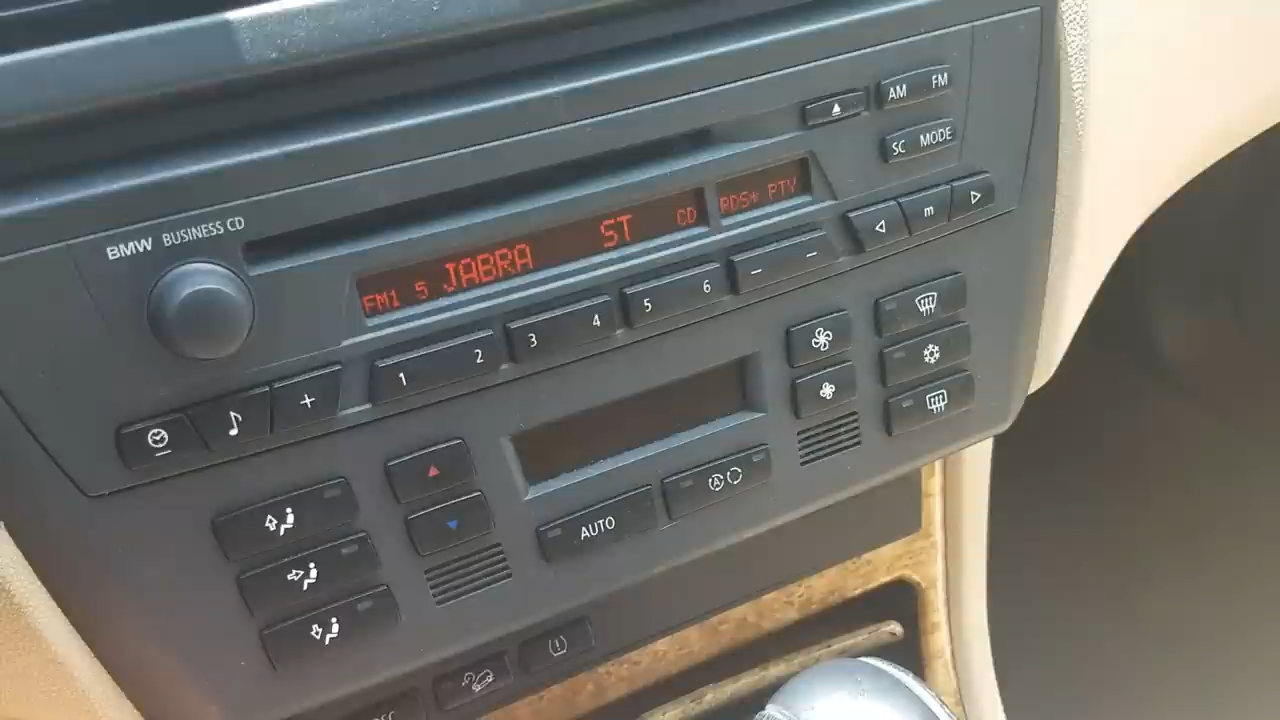 AM FM
SC MODE
BMW BUSINESS CD
FM1 5 JABRA ST CD RDS* PTY
m
1 2 3 4 5 6
+
– –
A
AUTO